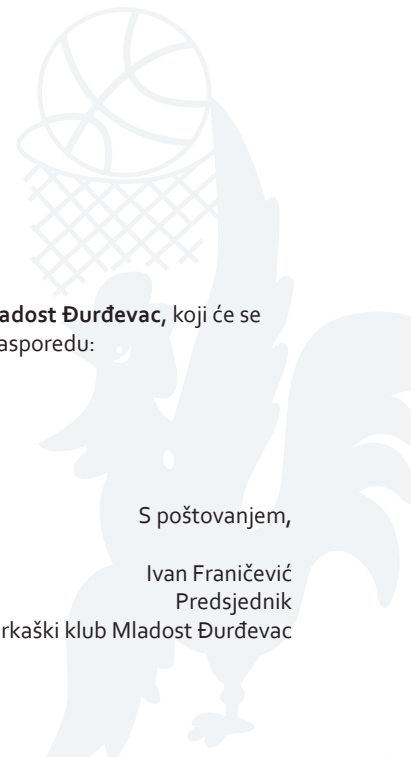 adost Đurđevac, koji će se
asporedu:
S poštovanjem,
Ivan Franičević
Predsjednik
rkaški klub Mladost Đurđevac